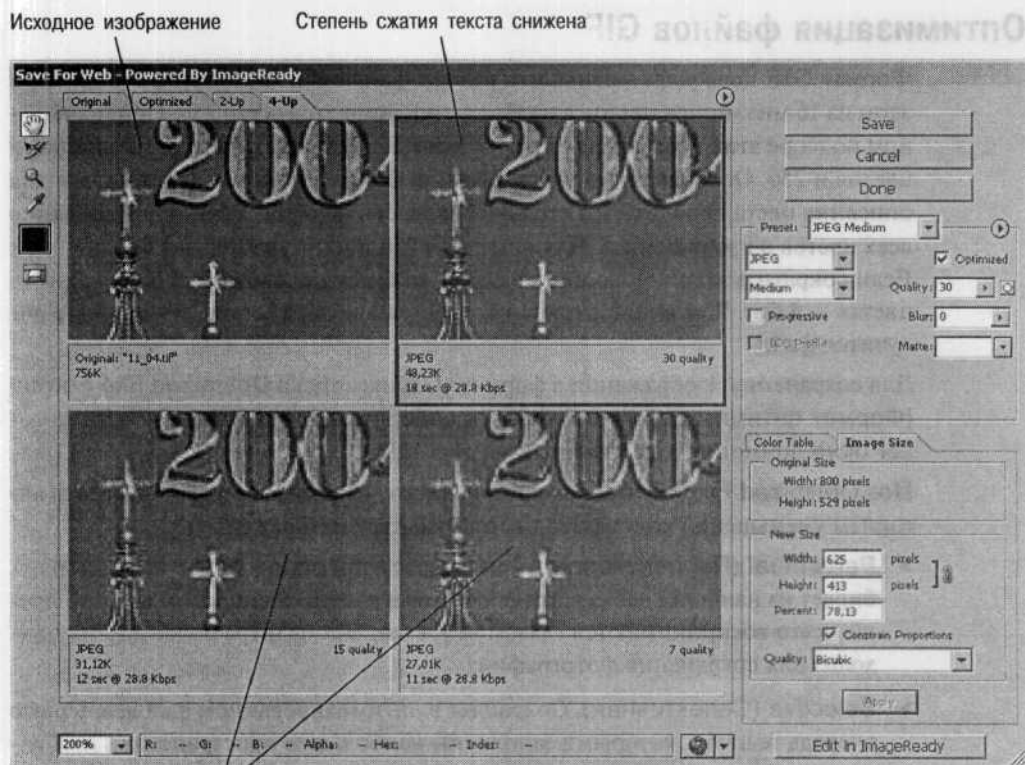 Исходное изображение
Степень сжатия текста снижена
Оптимизация файлов GIF
Save For Web - Powered By ImageReady
Original Optimized 2-Up 4-Up
200
200
Original: "11_04.tif"
756K
JPEG 30 quality
48,23K
18 sec @ 28.8 Kbps
200
200
JPEG 15 quality
31,12K
12 sec @ 28.8 Kbps
JPEG 7 quality
27,01K
11 sec @ 28.8 Kbps
Save
Cancel
Done
Preset: JPEG Medium
JPEG Optimized
Medium Quality: 30
Progressive Blur: 0
Matte:
Color Table Image Size
Original Size
Width: 800 pixels
Height: 529 pixels
New Size
Width: 625 pixels
Height: 413 pixels
Percent: 78,13
Constrain Proportions
Quality: Bicubic
Apply
200% R: -- G: -- B: -- Alpha: -- Hex: -- Index: --
Edit in ImageReady